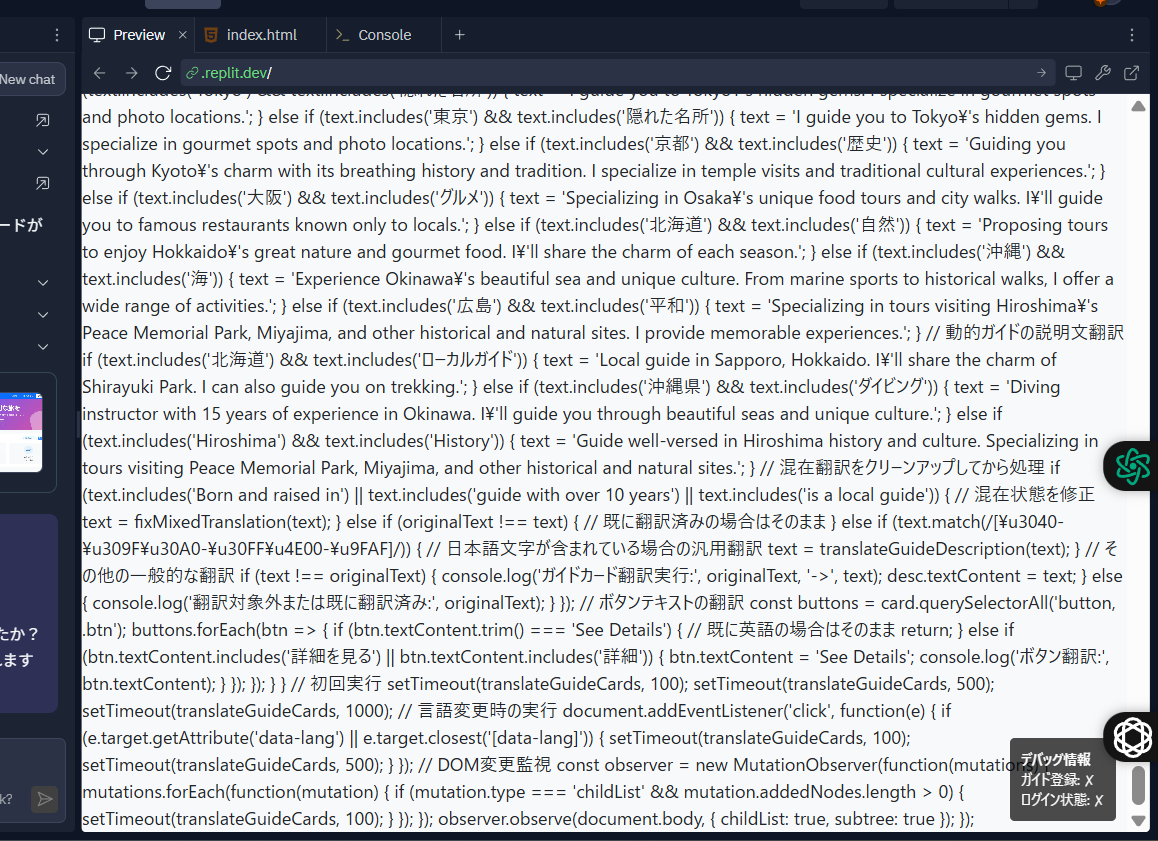 Preview
index.html
Console
New chat
.replit.dev/
and photo locations.'; } else if (text.includes('東京') && text.includes('隠れた名所')) { text = 'I guide you to Tokyo¥'s hidden gems. I
specialize in gourmet spots and photo locations.'; } else if (text.includes('京都') && text.includes('歴史')) { text = 'Guiding you
through Kyoto¥'s charm with its breathing history and tradition. I specialize in temple visits and traditional cultural experiences.'; }
else if (text.includes('大阪') && text.includes('グルメ')) { text = 'Specializing in Osaka¥'s unique food tours and city walks. I¥'ll guide
you to famous restaurants known only to locals.'; } else if (text.includes('北海道') && text.includes('自然')) { text = 'Proposing tours
to enjoy Hokkaido¥'s great nature and gourmet food. I¥'ll share the charm of each season.'; } else if (text.includes('沖縄') &&
text.includes('海')) { text = 'Experience Okinawa¥'s beautiful sea and unique culture. From marine sports to historical walks, I offer a
wide range of activities.'; } else if (text.includes('広島') && text.includes('平和')) { text = 'Specializing in tours visiting Hiroshima¥'s
Peace Memorial Park, Miyajima, and other historical and natural sites. I provide memorable experiences.'; } // 動的ガイドの説明文翻訳
if (text.includes('北海道') && text.includes('ローカルガイド')) { text = 'Local guide in Sapporo, Hokkaido. I¥'ll share the charm of
Shirayuki Park. I can also guide you on trekking.'; } else if (text.includes('沖縄県') && text.includes('ダイビング')) { text = 'Diving
instructor with 15 years of experience in Okinawa. I¥'ll guide you through beautiful seas and unique culture.'; } else if
(text.includes('Hiroshima') && text.includes('History')) { text = 'Guide well-versed in Hiroshima history and culture. Specializing in
tours visiting Peace Memorial Park, Miyajima, and other historical and natural sites.'; } // 混在翻訳をクリーンアップしてから処理 if
(text.includes('Born and raised in') || text.includes('guide with over 10 years') || text.includes('is a local guide')) { // 混在状態を修正
text = fixMixedTranslation(text); } else if (originalText !== text) { // 既に翻訳済みの場合はそのまま } else if (text.match(/[¥u3040-
¥u309F¥u30A0-¥u30FF¥u4E00-¥u9FAF]/)) { // 日本語文字が含まれている場合の汎用翻訳 text = translateGuideDescription(text); } // そ
の他の一般的な翻訳 if (text !== originalText) { console.log('ガイドカード翻訳実行:', originalText, '->', text); desc.textContent = text; } else
{ console.log('翻訳対象外または既に翻訳済み:', originalText); } }); // ボタンテキストの翻訳 const buttons = card.querySelectorAll('button,
.btn'); buttons.forEach(btn => { if (btn.textContent.trim() === 'See Details') { // 既に英語の場合はそのまま return; } else if
(btn.textContent.includes('詳細を見る') || btn.textContent.includes('詳細')) { btn.textContent = 'See Details'; console.log('ボタン翻訳:',
btn.textContent); } }); }); } } // 初回実行 setTimeout(translateGuideCards, 100); setTimeout(translateGuideCards, 500);
setTimeout(translateGuideCards, 1000); // 言語変更時の実行 document.addEventListener('click', function(e) { if
(e.target.getAttribute('data-lang') || e.target.closest('[data-lang]')) { setTimeout(translateGuideCards, 100);
setTimeout(translateGuideCards, 500); } }); // DOM変更監視 const observer = new MutationObserver(function(mutations) {
mutations.forEach(function(mutation) { if (mutation.type === 'childList' && mutation.addedNodes.length > 0) {
setTimeout(translateGuideCards, 100); } }); }); observer.observe(document.body, { childList: true, subtree: true }); });
ードが
たか？
れます
k?
デバッグ情報
ガイド登録: X
ログイン状態: X